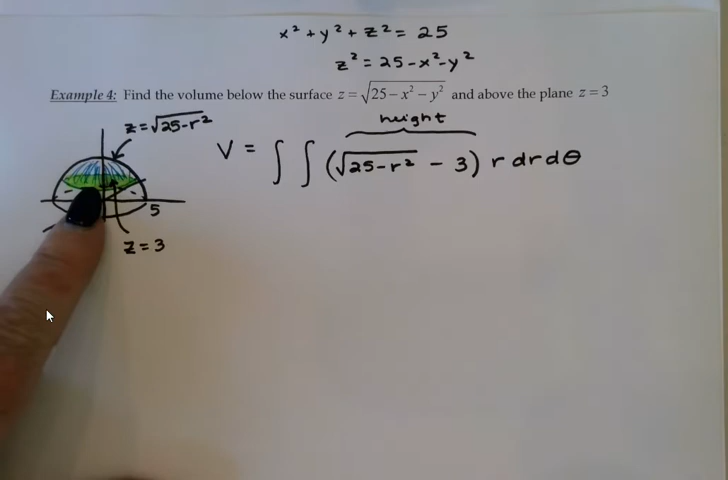 x² + y² + z² = 25
z² = 25 - x² - y²
Example 4: Find the volume below the surface z = √(25 - x² - y²) and above the plane z = 3
z = √(25 - r²)
height
V = ∫ ∫ (√(25 - r²) - 3) r dr dθ
5
z = 3